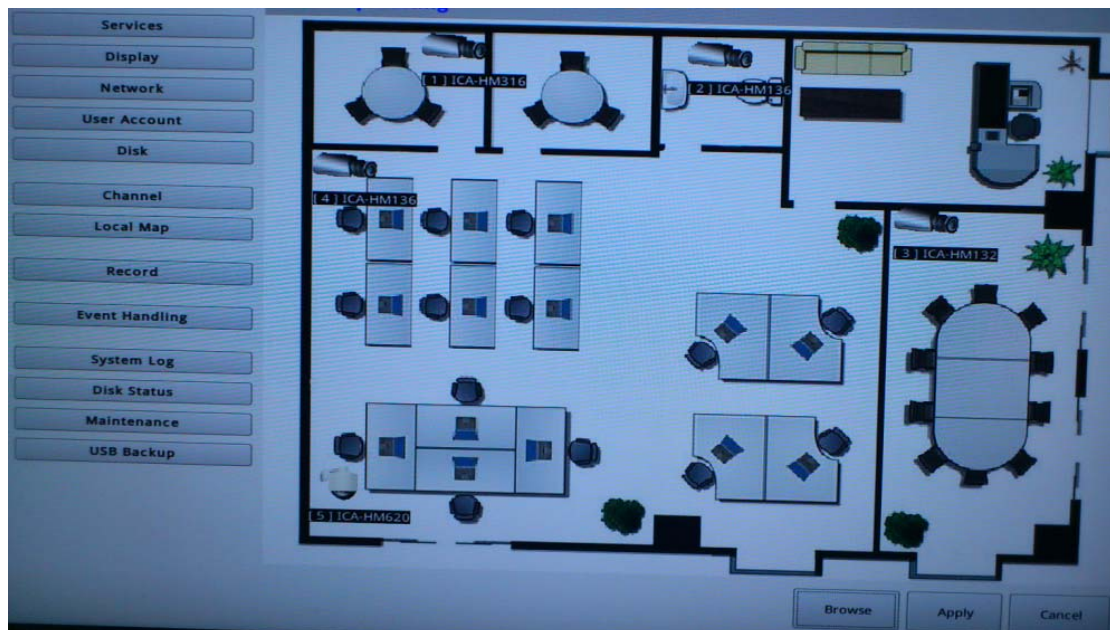 Services
Display
Network
User Account
Disk
Channel
Local Map
Record
Event Handling
System Log
Disk Status
Maintenance
USB Backup
[ 1 ] ICA-HM316
[ 2 ] ICA-HM136
[ 4 ] ICA-HM136
[ 3 ] ICA-HM132
[ 5 ] ICA-HM620
Browse
Apply
Cancel